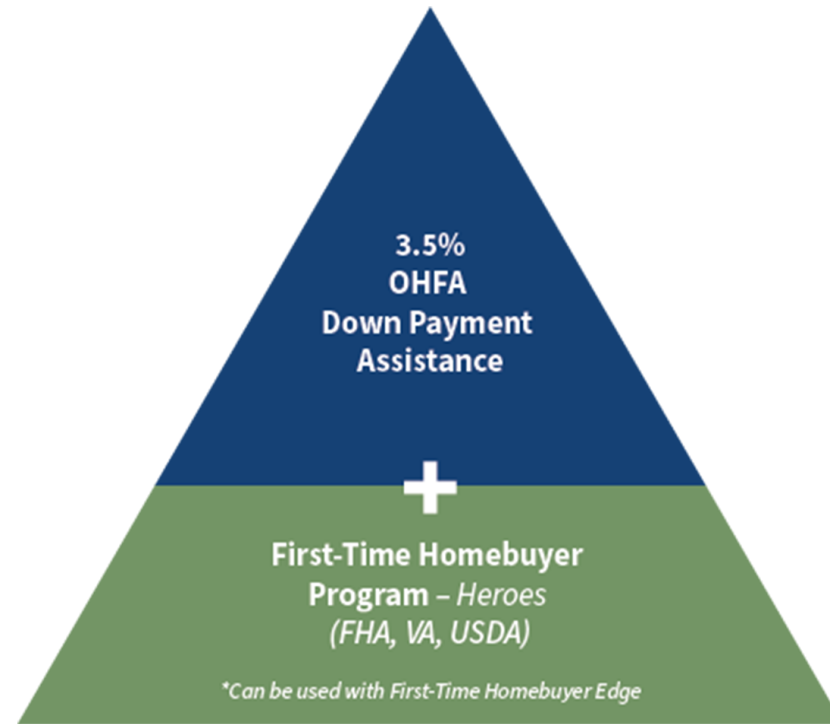 3.5%
OHFA
Down Payment
Assistance
First-Time Homebuyer
Program – Heroes
(FHA, VA, USDA)
*Can be used with First-Time Homebuyer Edge